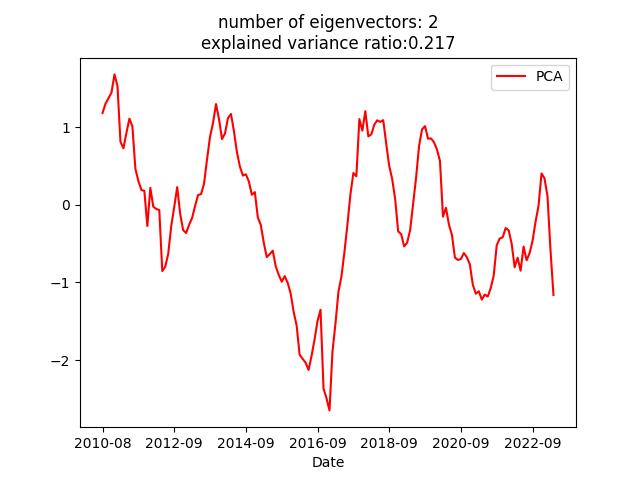 number of eigenvectors: 2
explained variance ratio:0.217
PCA
1
0
−1
−2
2010-08 2012-09 2014-09 2016-09 2018-09 2020-09 2022-09
Date